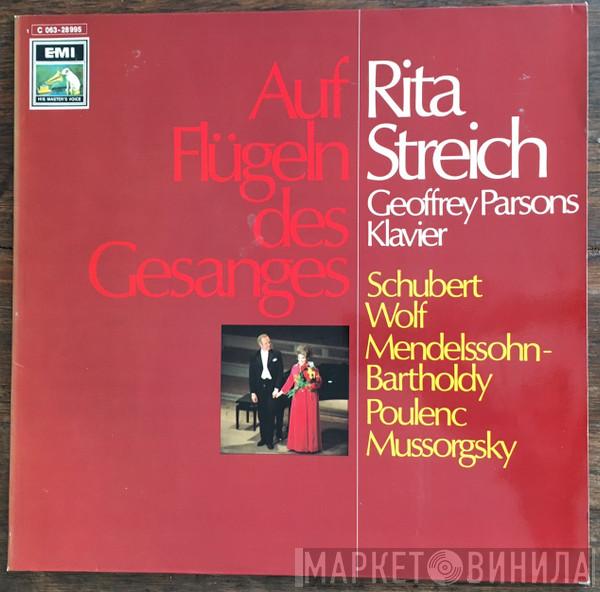 1 C 063-28995
EMI
HIS MASTER'S VOICE
Auf
Flügeln
des
Gesanges
Rita
Streich
Geoffrey Parsons
Klavier
Schubert
Wolf
Mendelssohn-
Bartholdy
Poulenc
Mussorgsky
МАРКЕТ ВИНИЛА